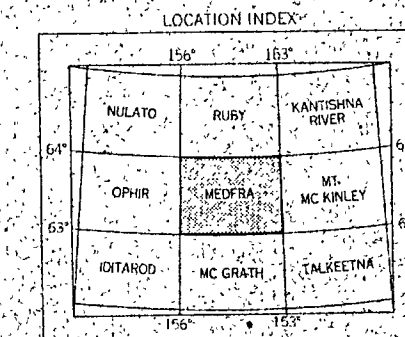 LOCATION INDEX
156° 153°
NULATO RUBY KANTISHNA
RIVER
64°
OPHIR MEDFRA MT.
MC KINLEY
63°
IDITAROD MC GRATH TALKEETNA
156° 153°